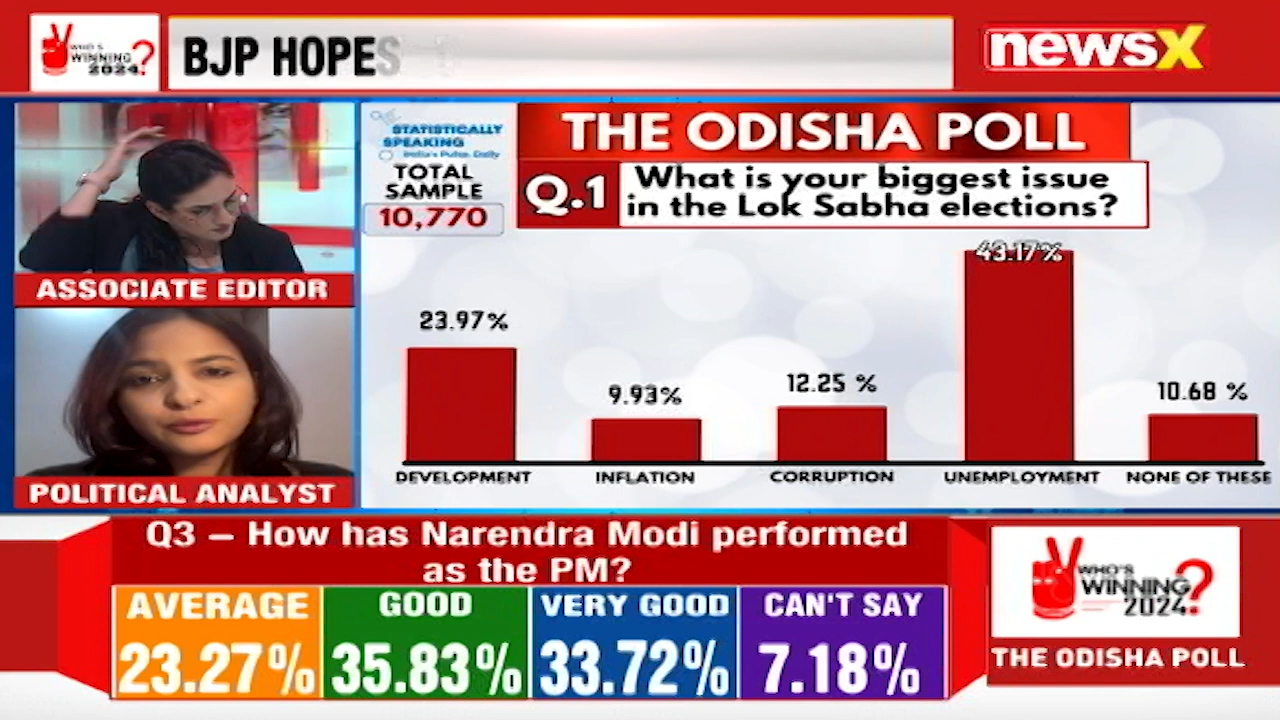 WHO'S
WINNING
2024?
BJP HOPES
newsX
STATISTICALLY
SPEAKING
India's Pulse, Daily
TOTAL
SAMPLE
10,770
THE ODISHA POLL
Q.1
What is your biggest issue
in the Lok Sabha elections?
ASSOCIATE EDITOR
POLITICAL ANALYST
23.97%
9.93%
12.25 %
43.17%
10.68 %
DEVELOPMENT
INFLATION
CORRUPTION
UNEMPLOYMENT
NONE OF THESE
Q3 – How has Narendra Modi performed
as the PM?
AVERAGE
23.27%
GOOD
35.83%
VERY GOOD
33.72%
CAN'T SAY
7.18%
WHO'S
WINNING
2024?
THE ODISHA POLL